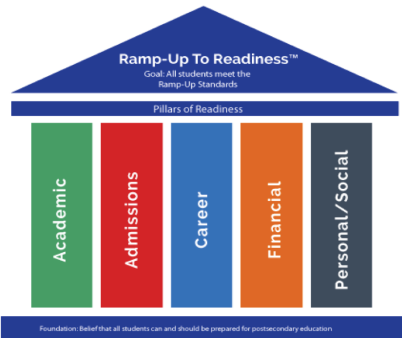 Ramp-Up To Readiness™
Goal: All students meet the
Ramp-Up Standards
Pillars of Readiness
Academic
Admissions
Career
Financial
Personal/Social
Foundation: Belief that all students can and should be prepared for postsecondary education